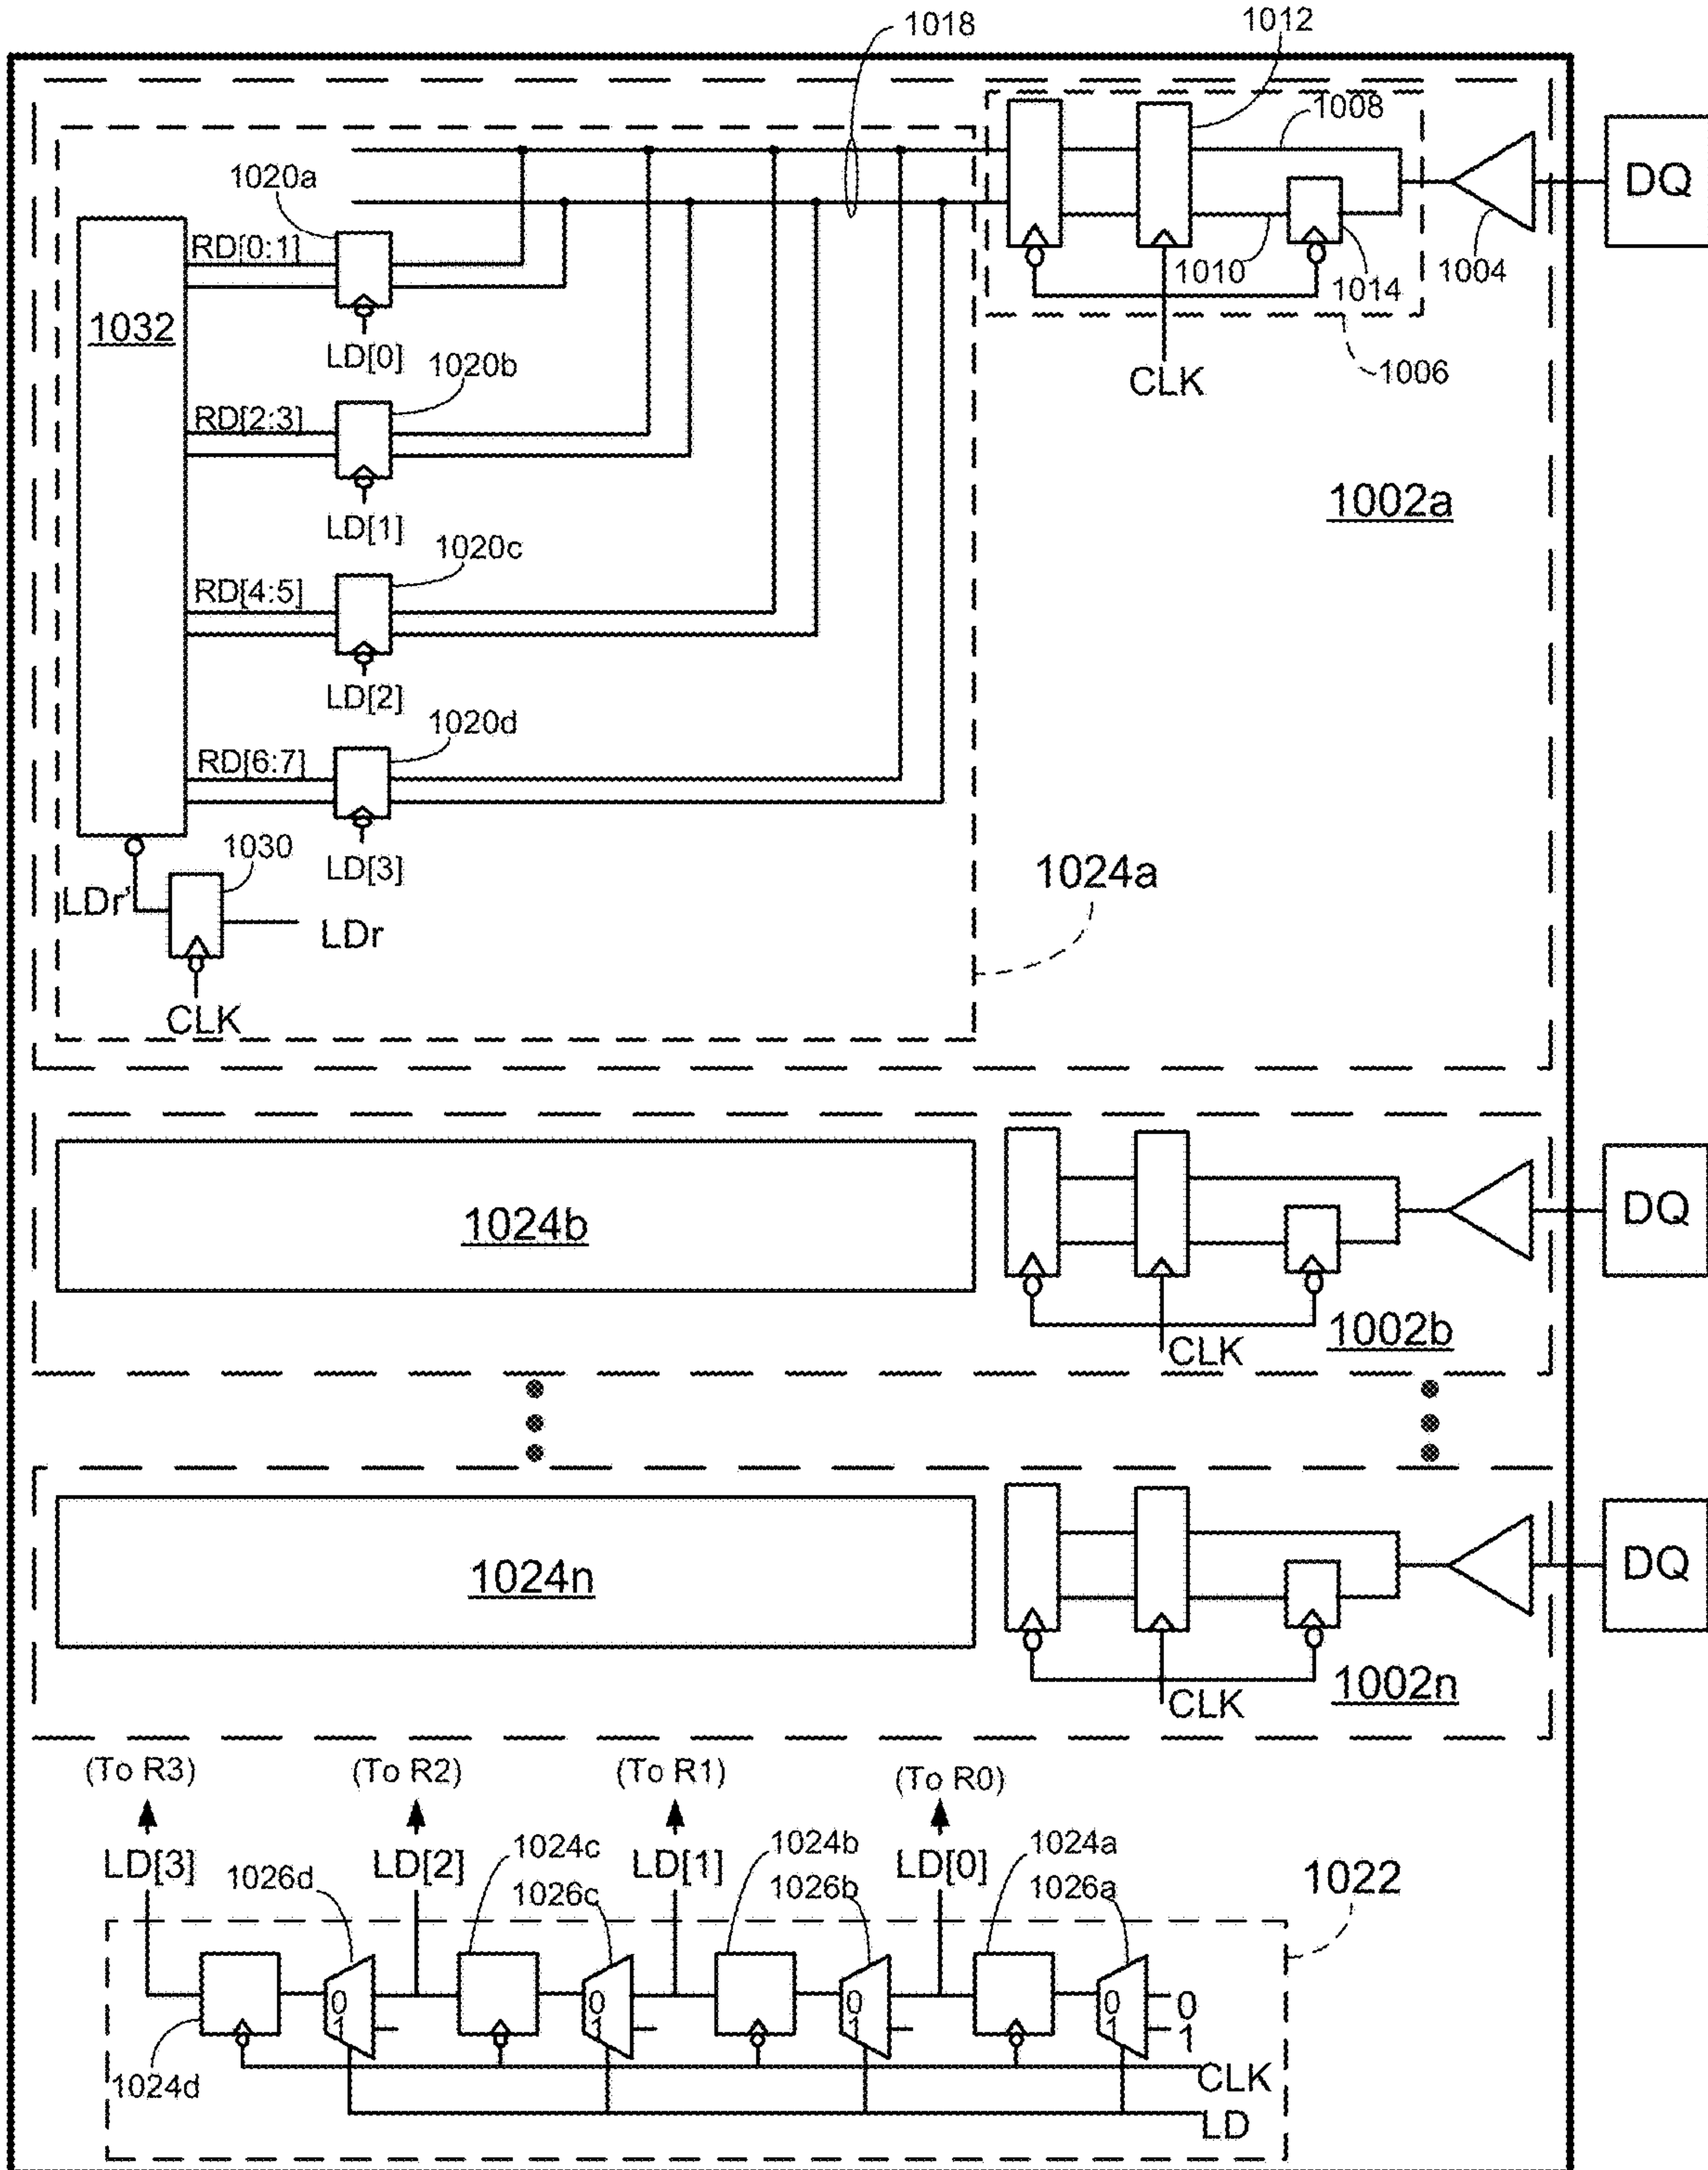 1018
1012
1008
DQ
1020a
RD[0:1]
1032
LD[0]
1010
1014
1004
CLK
1006
1020b
RD[2:3]
LD[1]
1002a
1020c
RD[4:5]
LD[2]
1020d
RD[6:7]
LD[3]
1030
LDr'
LDr
1024a
CLK
1024b
DQ
CLK
1002b
1024n
DQ
CLK
1002n
(To R3)
(To R2)
(To R1)
(To R0)
LD[3]
1026d
LD[2]
1024c
1026c
LD[1]
1024b
1026b
LD[0]
1024a
1026a
1022
0
1
0
1
0
1
0
1
0
1
1024d
CLK
LD